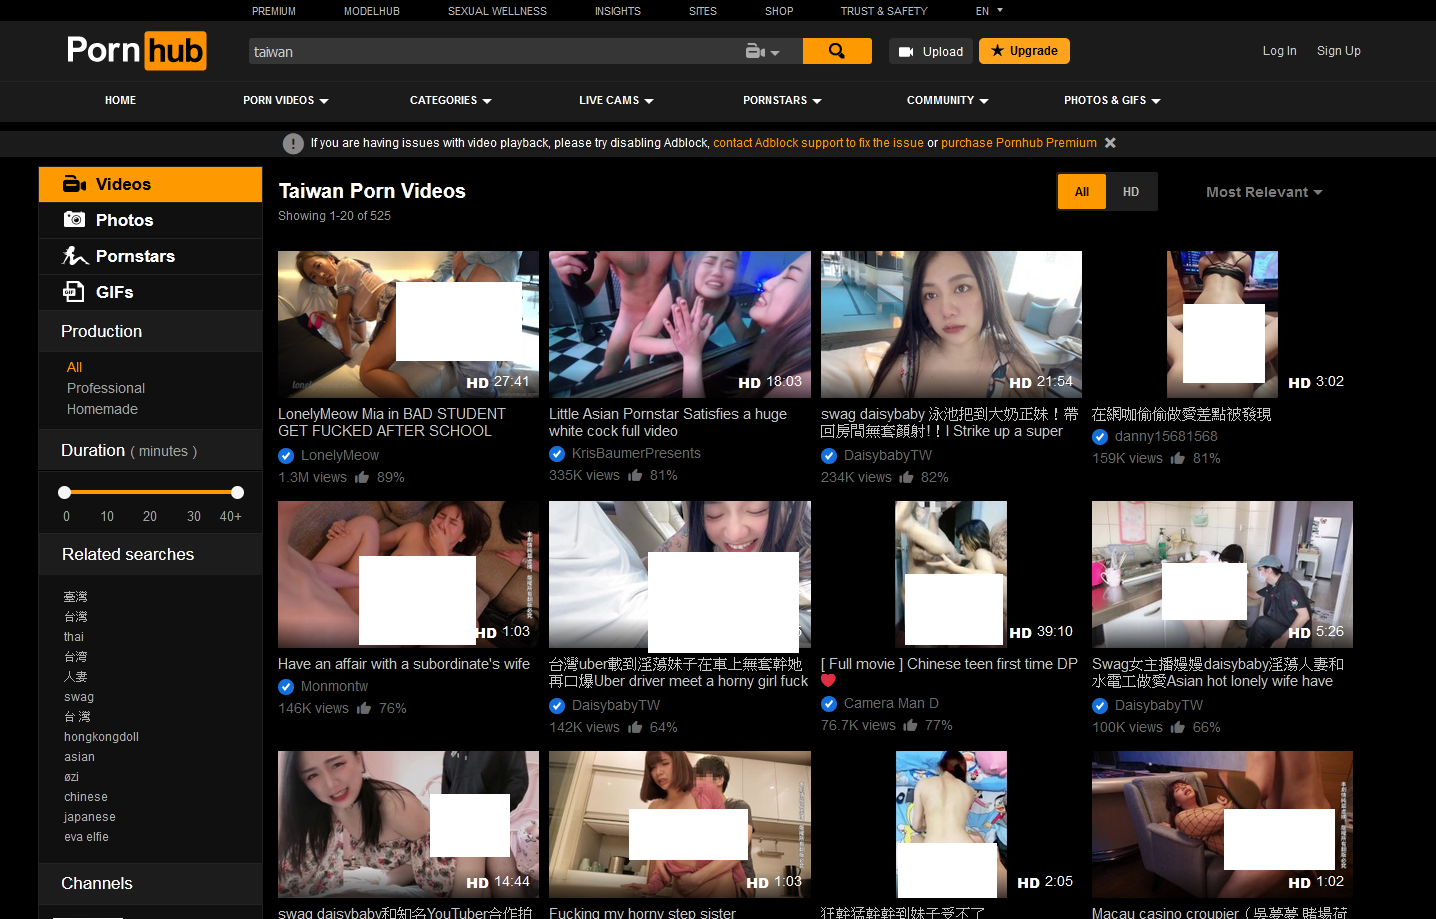 PREMIUM MODELHUB SEXUAL WELLNESS INSIGHTS SITES SHOP TRUST & SAFETY EN
Pornhub
taiwan
Upload
Upgrade
Log In Sign Up
HOME PORN VIDEOS CATEGORIES LIVE CAMS PORNSTARS COMMUNITY PHOTOS & GIFS
If you are having issues with video playback, please try disabling Adblock, contact Adblock support to fix the issue or purchase Pornhub Premium
Videos
Photos
Pornstars
GIFs
Production
All
Professional
Homemade
Duration ( minutes )
0 10 20 30 40+
Related searches
臺灣
台灣
thai
台湾
人妻
swag
台 灣
hongkongdoll
asian
øzi
chinese
japanese
eva elfie
Channels
Taiwan Porn Videos
Showing 1-20 of 525
All HD
Most Relevant
HD 27:41
LonelyMeow Mia in BAD STUDENT
GET FUCKED AFTER SCHOOL
LonelyMeow
1.3M views 89%
HD 18:03
Little Asian Pornstar Satisfies a huge
white cock full video
KrisBaumerPresents
335K views 81%
HD 21:54
swag daisybaby 泳池把到大奶正妹！帶
回房間無套顏射!！I Strike up a super
DaisybabyTW
234K views 82%
HD 3:02
在網咖偷偷做愛差點被發現
danny15681568
159K views 81%
HD 1:03
Have an affair with a subordinate's wife
Monmontw
146K views 76%
台灣uber載到淫蕩妹子在車上無套幹她
再口爆Uber driver meet a horny girl fuck
DaisybabyTW
142K views 64%
HD 39:10
[ Full movie ] Chinese teen first time DP
Camera Man D
76.7K views 77%
HD 5:26
Swag女主播嫚嫚daisybaby淫蕩人妻和
水電工做愛Asian hot lonely wife have
DaisybabyTW
100K views 66%
HD 14:44
swag daisybaby和知名YouTuber合作拍
HD 1:03
Fucking my horny step sister
HD 2:05
狂幹猛幹幹到妹子受不了
HD 1:02
Macau casino croupier（吳夢夢 賭場荷